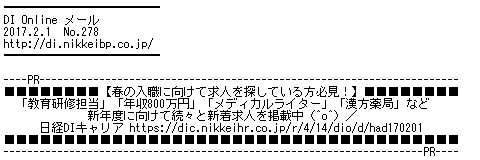 ━━━━━━━━━━━━━━━━━
DI Online メール
2017.2.1 No.278
http://di.nikkeibp.co.jp/
━━━━━━━━━━━━━━━━━
----PR------------------------------------------------------------------
■■■■■■■■【春の入職に向けて求人を探している方必見！】■■■■■■■■
「教育研修担当」「年収800万円」「メディカルライター」「漢方薬局」など
新年度に向けて続々と新着求人を掲載中（^o^）／
日経DIキャリア https://dic.nikkeihr.co.jp/r/4/14/dio/d/had170201
■■■■■■■■■■■■■■■■■■■■■■■■■■■■■■■■■■■■
------------------------------------------------------------------PR----